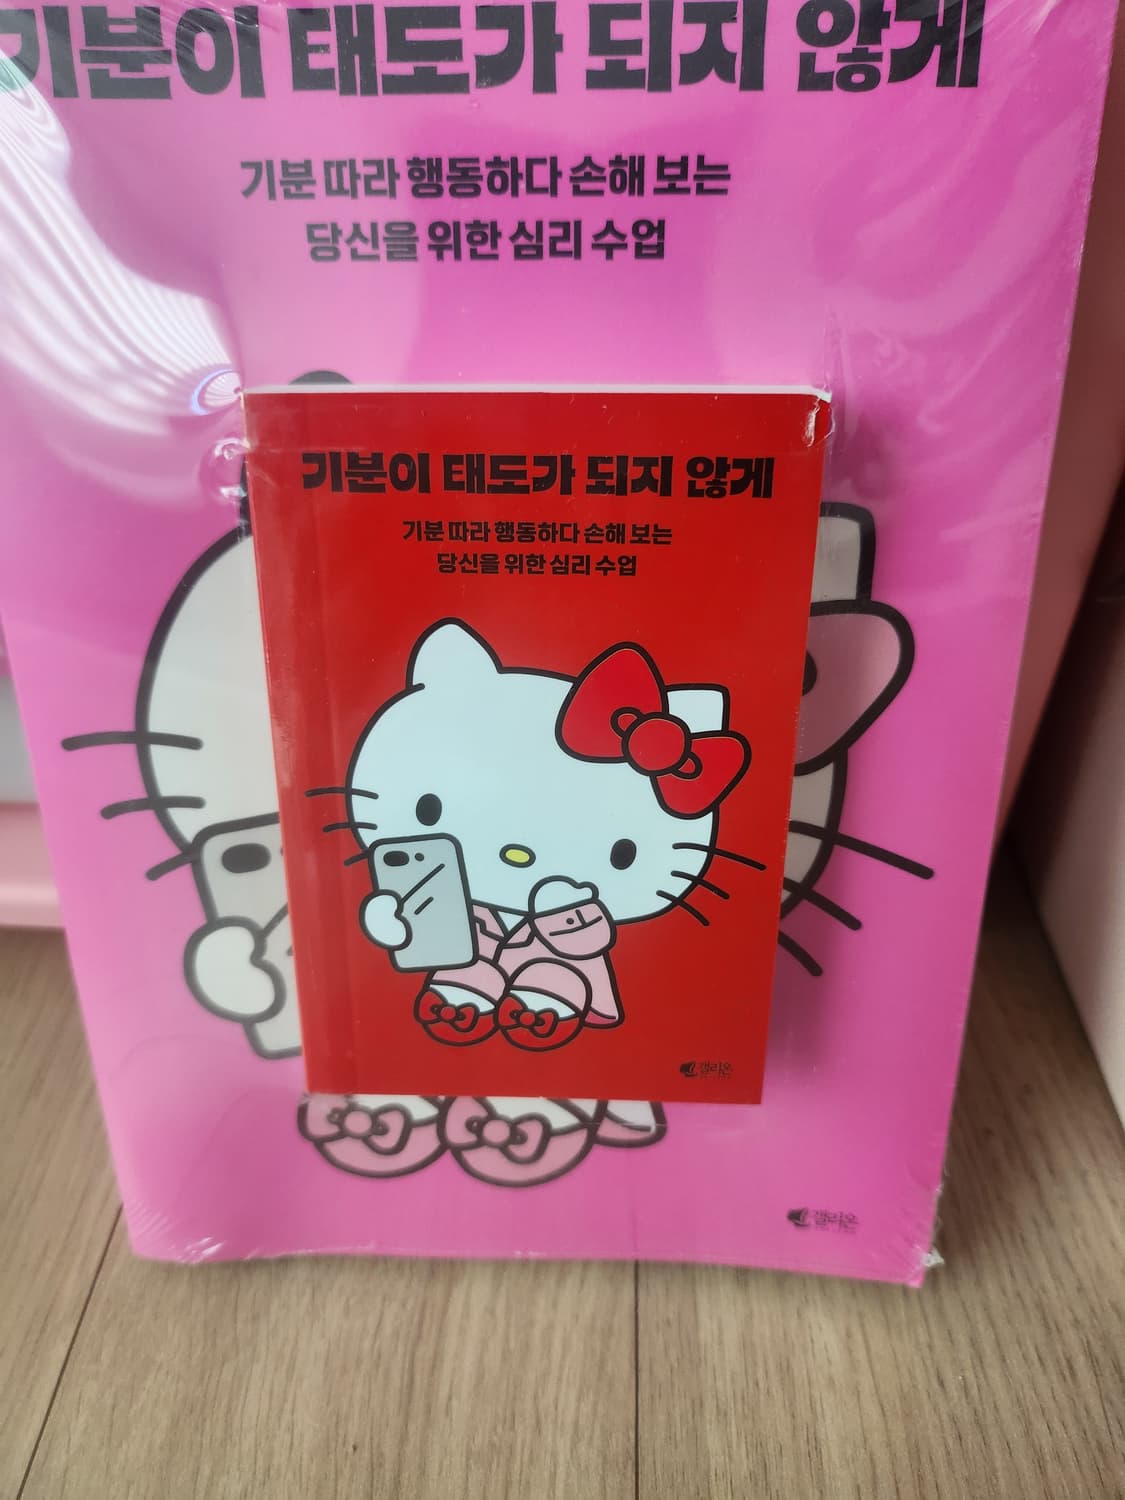 기분이 태도가 되지 않게
기분 따라 행동하다 손해 보는
당신을 위한 심리 수업
기분이 태도가 되지 않게
기분 따라 행동하다 손해 보는
당신을 위한 심리 수업
갤리온
갤리온